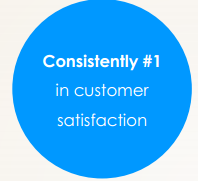 Consistently #1
in customer
satisfaction